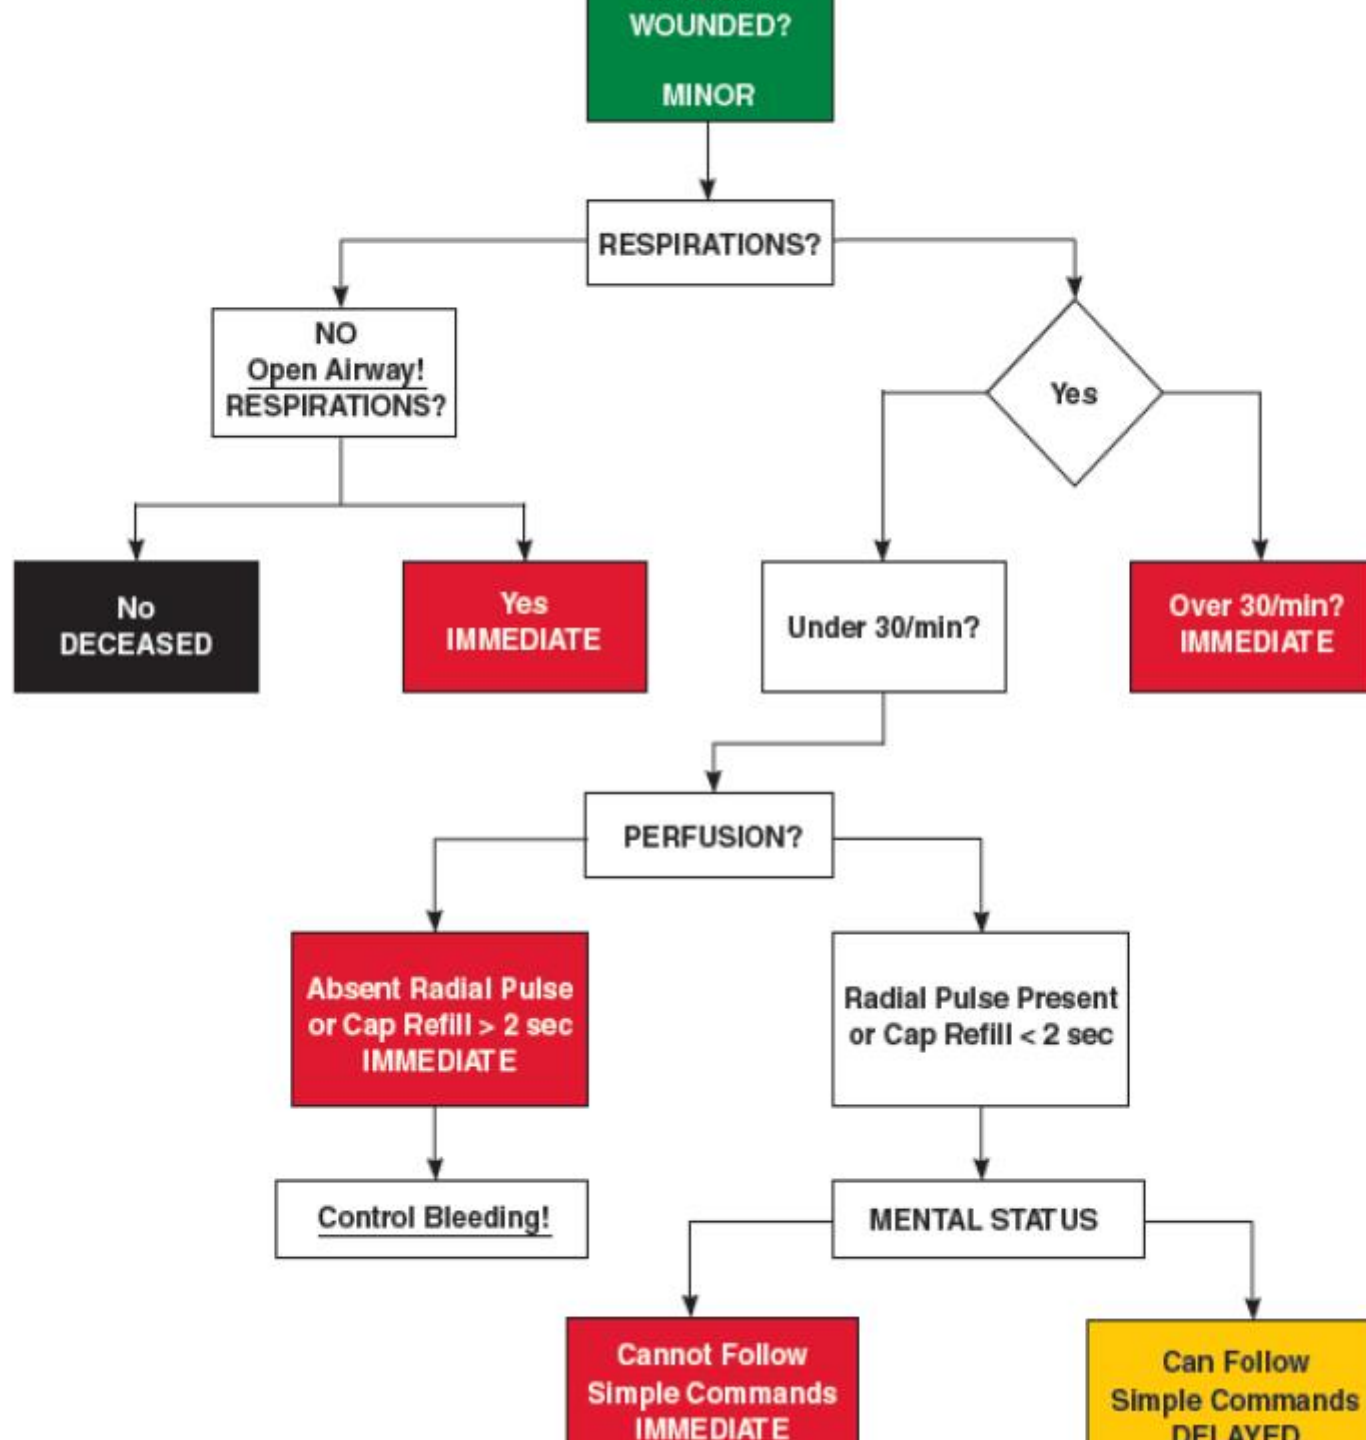 WOUNDED?
MINOR
RESPIRATIONS?
NO
Open Airway!
RESPIRATIONS?
Yes
No
DECEASED
Yes
IMMEDIATE
Under 30/min?
Over 30/min?
IMMEDIATE
PERFUSION?
Absent Radial Pulse
or Cap Refill > 2 sec
IMMEDIATE
Radial Pulse Present
or Cap Refill < 2 sec
Control Bleeding!
MENTAL STATUS
Cannot Follow
Simple Commands
IMMEDIATE
Can Follow
Simple Commands
DELAYED